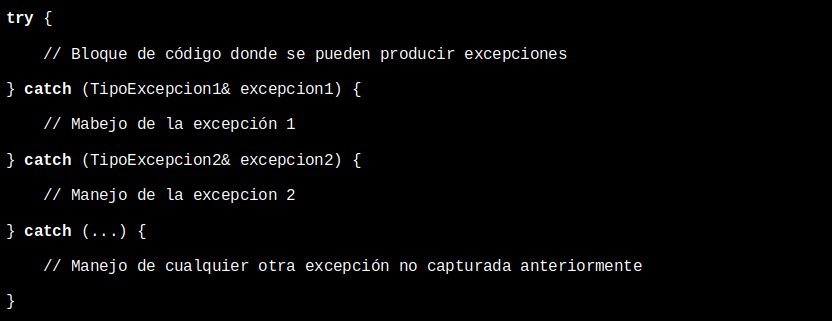 try {
// Bloque de código donde se pueden producir excepciones
} catch (TipoExcepcion1& excepcion1) {
// Mabejo de la excepción 1
} catch (TipoExcepcion2& excepcion2) {
// Manejo de la excepcion 2
} catch (...) {
// Manejo de cualquier otra excepción no capturada anteriormente
}